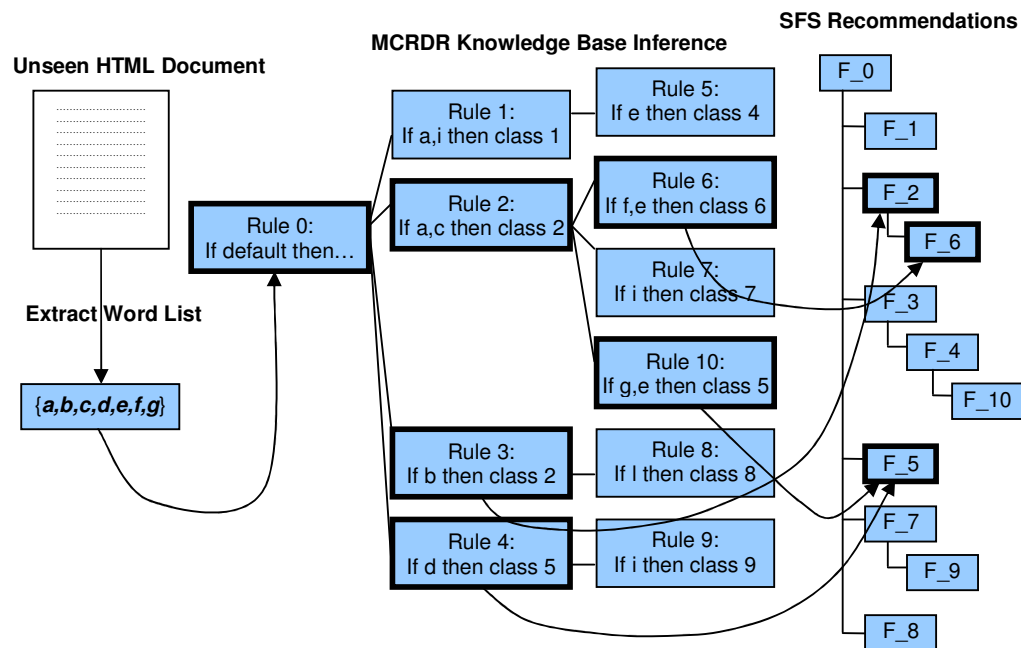 SFS Recommendations
MCRDR Knowledge Base Inference
Unseen HTML Document
Extract Word List
{a,b,c,d,e,f,g}
Rule 0:
If default then…
Rule 1:
If a,i then class 1
Rule 2:
If a,c then class 2
Rule 3:
If b then class 2
Rule 4:
If d then class 5
Rule 5:
If e then class 4
Rule 6:
If f,e then class 6
Rule 7:
If i then class 7
Rule 10:
If g,e then class 5
Rule 8:
If l then class 8
Rule 9:
If i then class 9
F_0
F_1
F_2
F_6
F_3
F_4
F_10
F_5
F_7
F_9
F_8